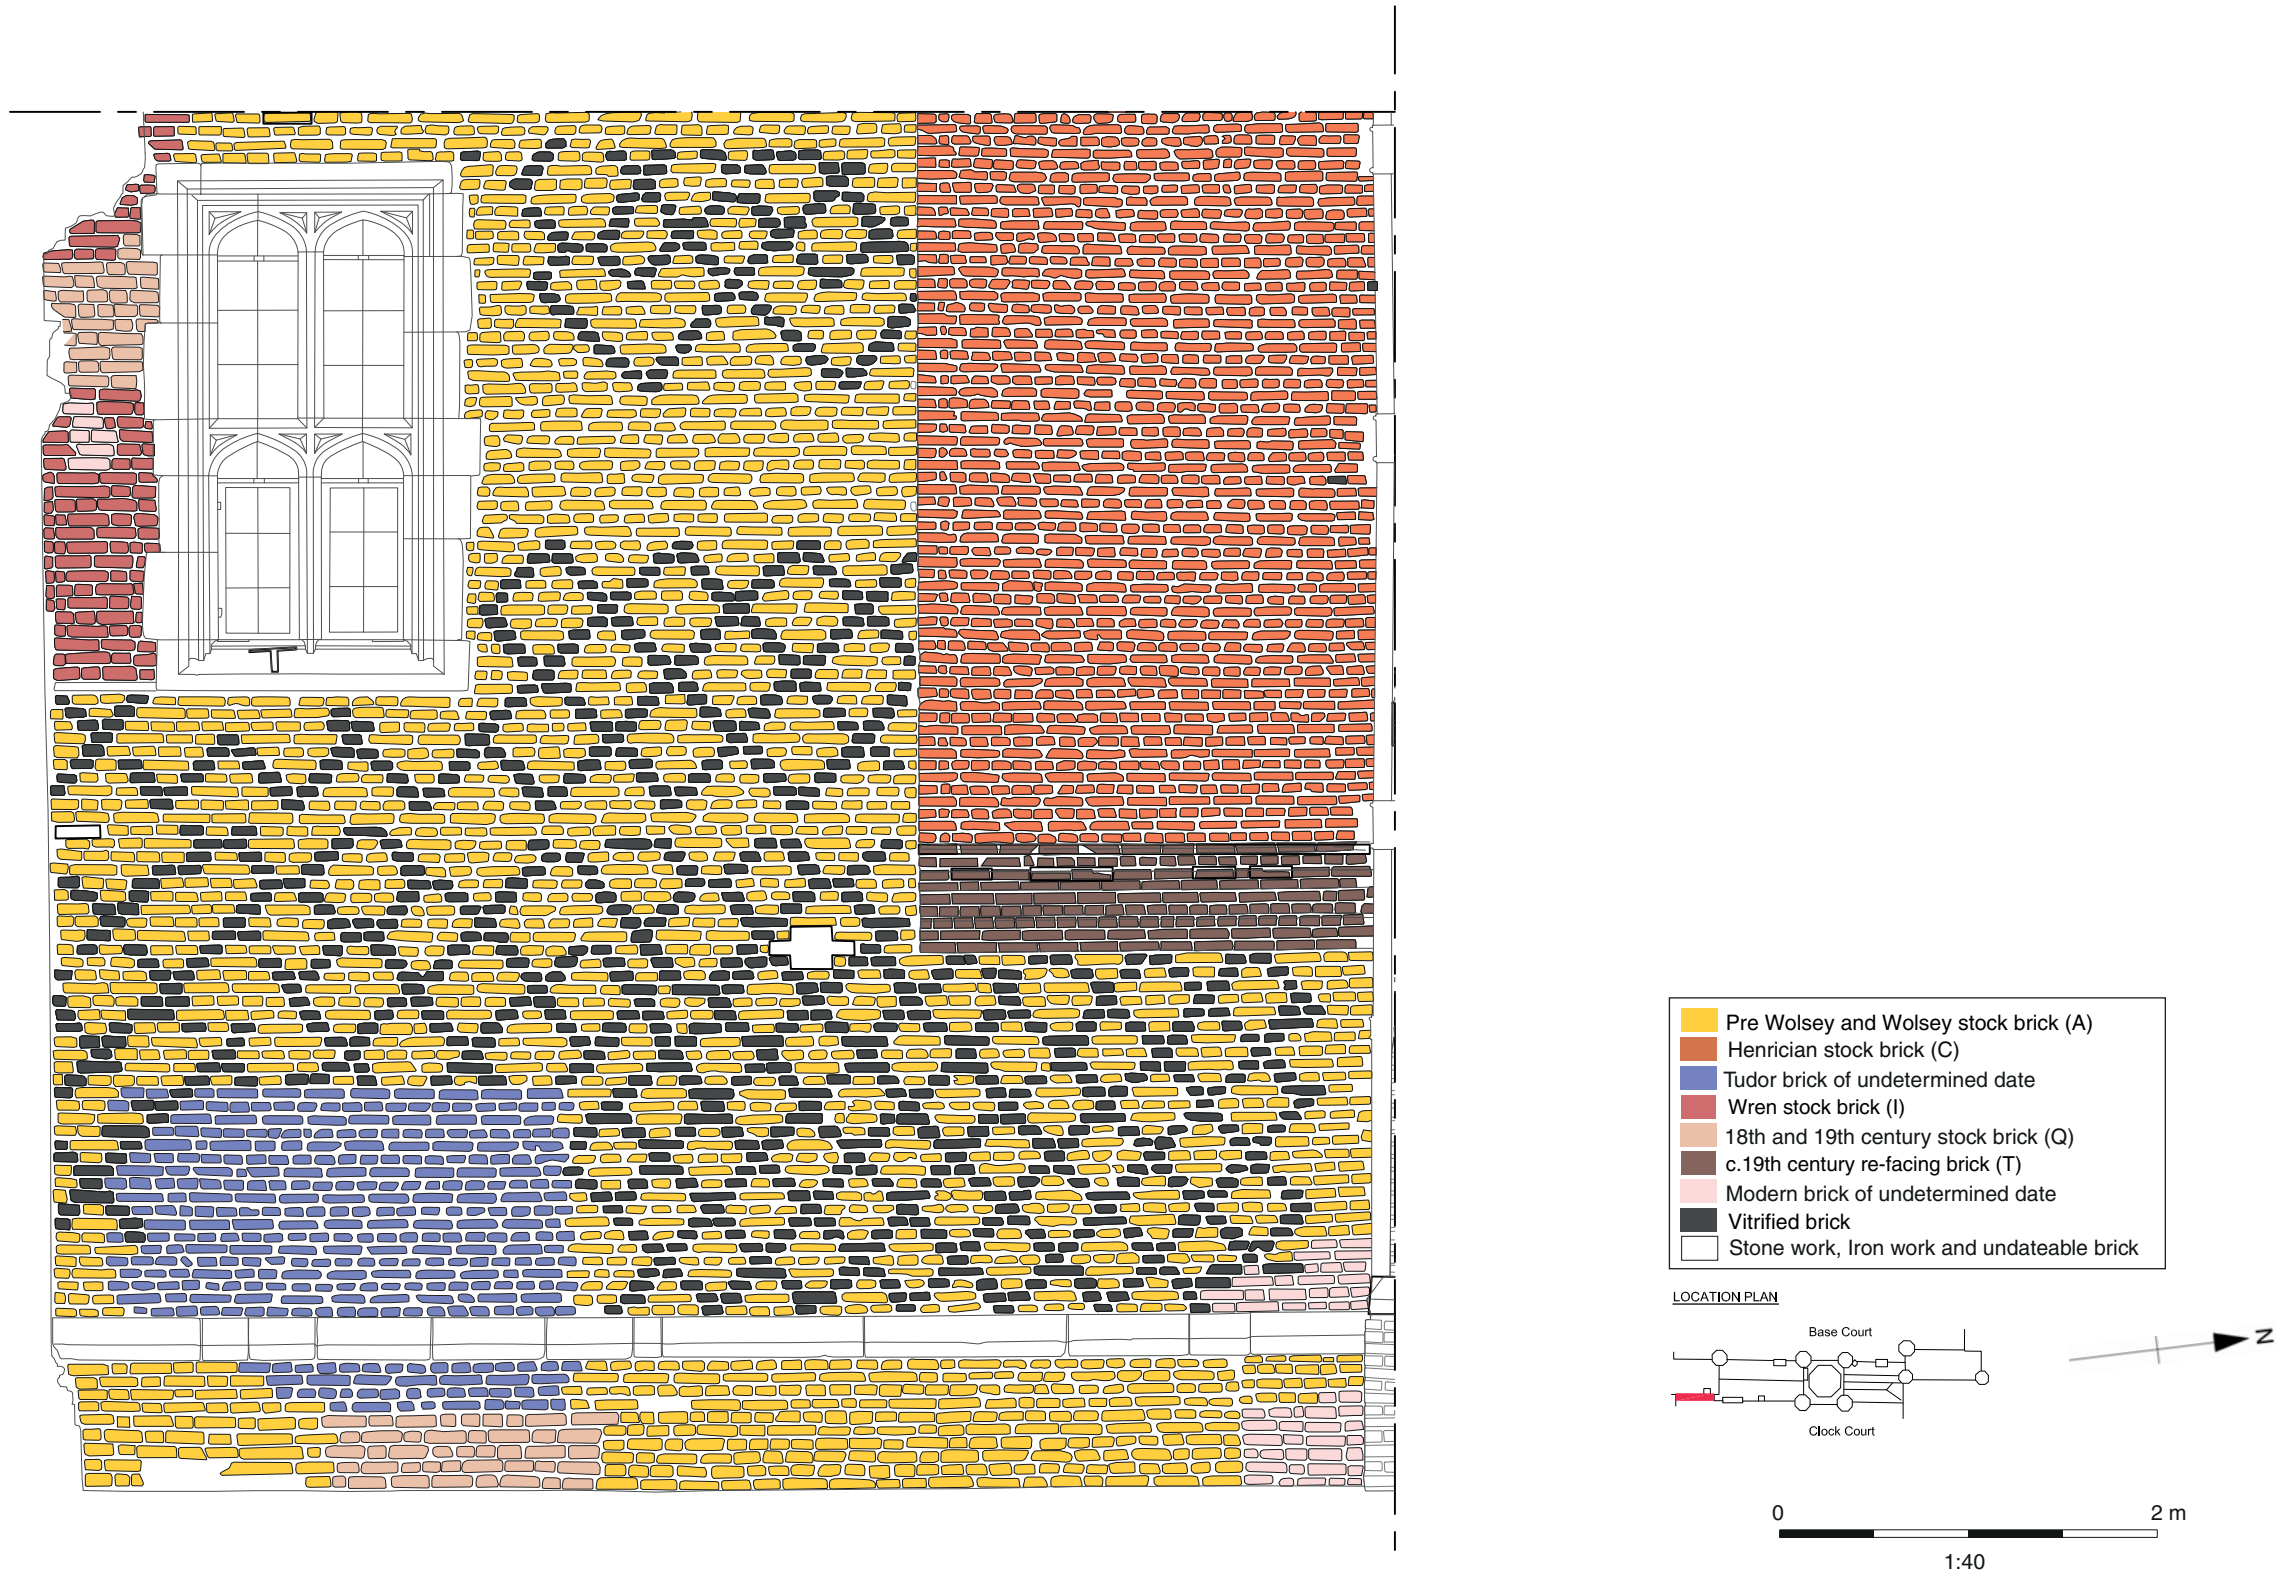 Pre Wolsey and Wolsey stock brick (A)
Henrician stock brick (C)
Tudor brick of undetermined date
Wren stock brick (I)
18th and 19th century stock brick (Q)
c.19th century re-facing brick (T)
Modern brick of undetermined date
Vitrified brick
Stone work, Iron work and undateable brick
LOCATION PLAN
Base Court
Clock Court
N
0 2 m
1:40